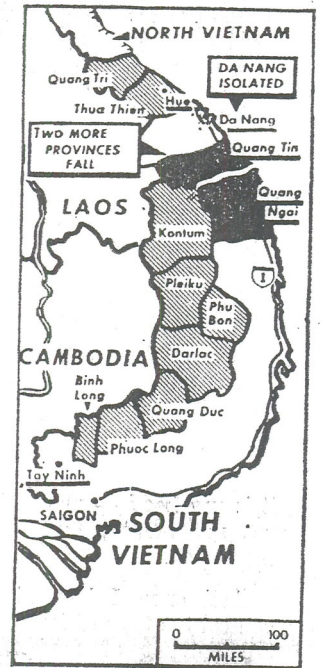 NORTH VIETNAM
Quang Tri
DA NANG
ISOLATED
Thua Thien
Hue
Da Nang
TWO MORE
PROVINCES
FALL
Quang Tin
LAOS
Quang
Ngai
Kontum
1
Pleiku
Phu
Bon
CAMBODIA
Darlac
Binh
Long
Quang Duc
Phuoc Long
Tay Ninh
SAIGON
SOUTH
VIETNAM
0 100
MILES